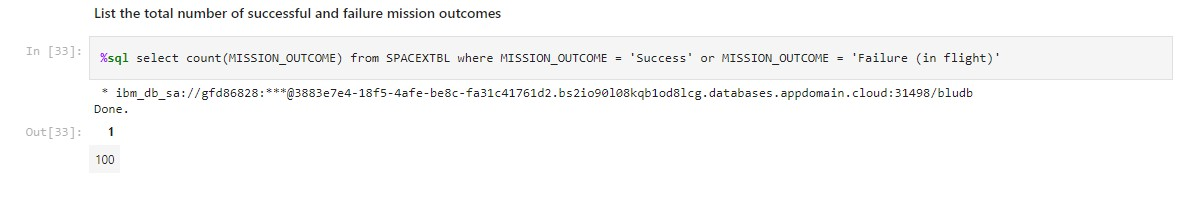 List the total number of successful and failure mission outcomes
In [33]: %sql select count(MISSION_OUTCOME) from SPACEXTBL where MISSION_OUTCOME = 'Success' or MISSION_OUTCOME = 'Failure (in flight)'
* ibm_db_sa://gfd86828:***@3883e7e4-18f5-4afe-be8c-fa31c41761d2.bs2io90l08kqb1od8lcg.databases.appdomain.cloud:31498/bludb
Done.
Out[33]: 1
100